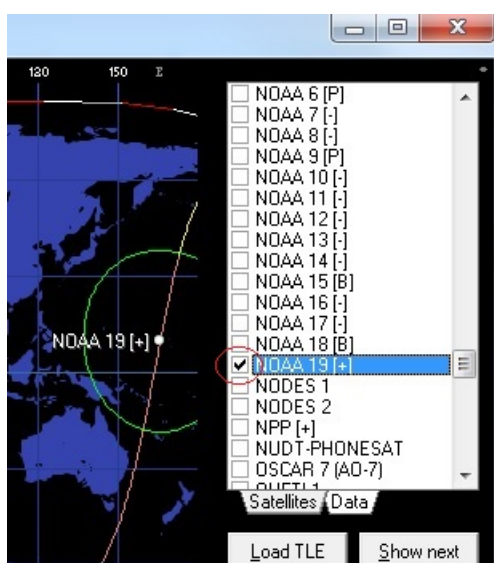 120 150 E
NOAA 6 [P]
NOAA 7 [-]
NOAA 8 [-]
NOAA 9 [P]
NOAA 10 [-]
NOAA 11 [-]
NOAA 12 [-]
NOAA 13 [-]
NOAA 14 [-]
NOAA 15 [B]
NOAA 16 [-]
NOAA 17 [-]
NOAA 18 [B]
NOAA 19 [+]
NODES 1
NODES 2
NPP [+]
NUDT-PHONESAT
OSCAR 7 (AO-7)
NOAA 19 [+]
Satellites Data
Load TLE Show next